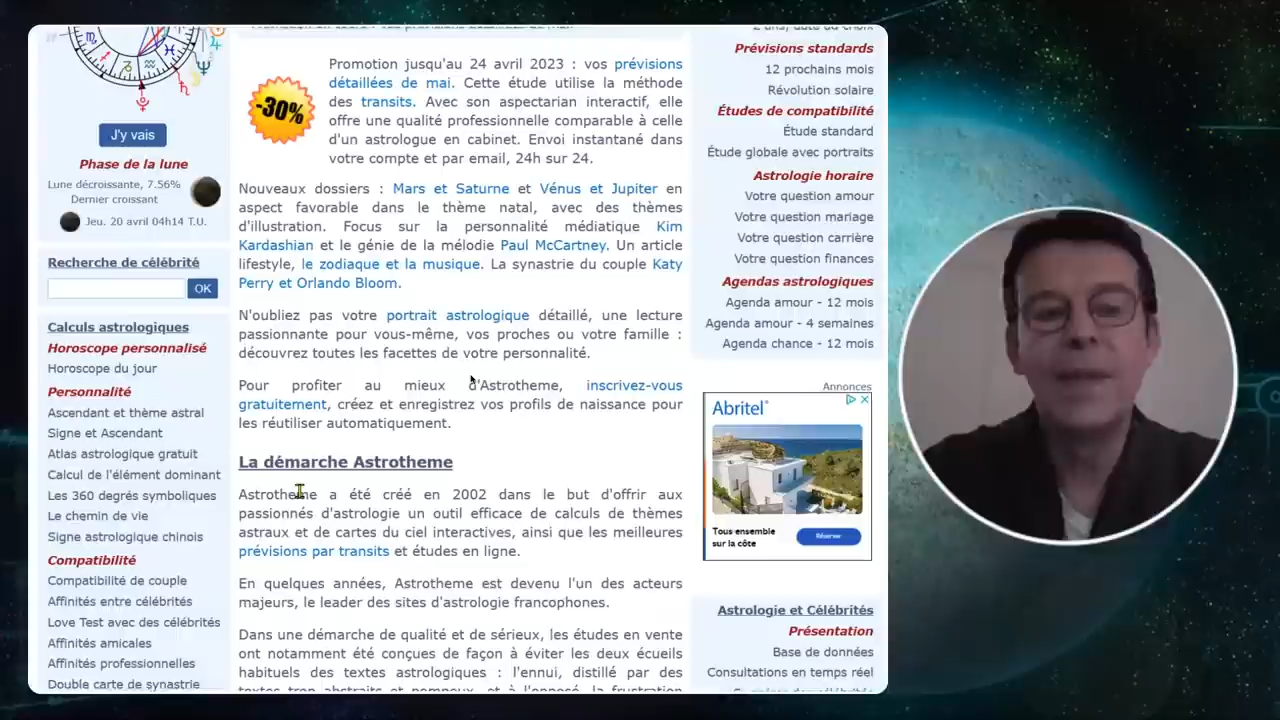 J'y vais
Phase de la lune
Lune décroissante, 7.56%
Dernier croissant
Jeu. 20 avril 04h14 T.U.
Recherche de célébrité
OK
Calculs astrologiques
Horoscope personnalisé
Horoscope du jour
Personnalité
Ascendant et thème astral
Signe et Ascendant
Atlas astrologique gratuit
Calcul de l'élément dominant
Les 360 degrés symboliques
Le chemin de vie
Signe astrologique chinois
Compatibilité
Compatibilité de couple
Affinités entre célébrités
Love Test avec des célébrités
Affinités amicales
Affinités professionnelles
Double carte de synastrie
-30%
Promotion jusqu'au 24 avril 2023 : vos prévisions
détaillées de mai. Cette étude utilise la méthode
des transits. Avec son aspectarian interactif, elle
offre une qualité professionnelle comparable à celle
d'un astrologue en cabinet. Envoi instantané dans
votre compte et par email, 24h sur 24.
Nouveaux dossiers : Mars et Saturne et Vénus et Jupiter en
aspect favorable dans le thème natal, avec des thèmes
d'illustration. Focus sur la personnalité médiatique Kim
Kardashian et le génie de la mélodie Paul McCartney. Un article
lifestyle, le zodiaque et la musique. La synastrie du couple Katy
Perry et Orlando Bloom.
N'oubliez pas votre portrait astrologique détaillé, une lecture
passionnante pour vous-même, vos proches ou votre famille :
découvrez toutes les facettes de votre personnalité.
Pour profiter au mieux d'Astrotheme, inscrivez-vous
gratuitement, créez et enregistrez vos profils de naissance pour
les réutiliser automatiquement.
La démarche Astrotheme
Astrotheme a été créé en 2002 dans le but d'offrir aux
passionnés d'astrologie un outil efficace de calculs de thèmes
astraux et de cartes du ciel interactives, ainsi que les meilleures
prévisions par transits et études en ligne.
En quelques années, Astrotheme est devenu l'un des acteurs
majeurs, le leader des sites d'astrologie francophones.
Dans une démarche de qualité et de sérieux, les études en vente
ont notamment été conçues de façon à éviter les deux écueils
habituels des textes astrologiques : l'ennui, distillé par des
textes trop abstraits et pompeux, et à l'opposé, la frustration
Prévisions standards
12 prochains mois
Révolution solaire
Études de compatibilité
Étude standard
Étude globale avec portraits
Astrologie horaire
Votre question amour
Votre question mariage
Votre question carrière
Votre question finances
Agendas astrologiques
Agenda amour - 12 mois
Agenda amour - 4 semaines
Agenda chance - 12 mois
Annonces
Abritel
Tous ensemble
sur la côte
Réserver
Astrologie et Célébrités
Présentation
Base de données
Consultations en temps réel